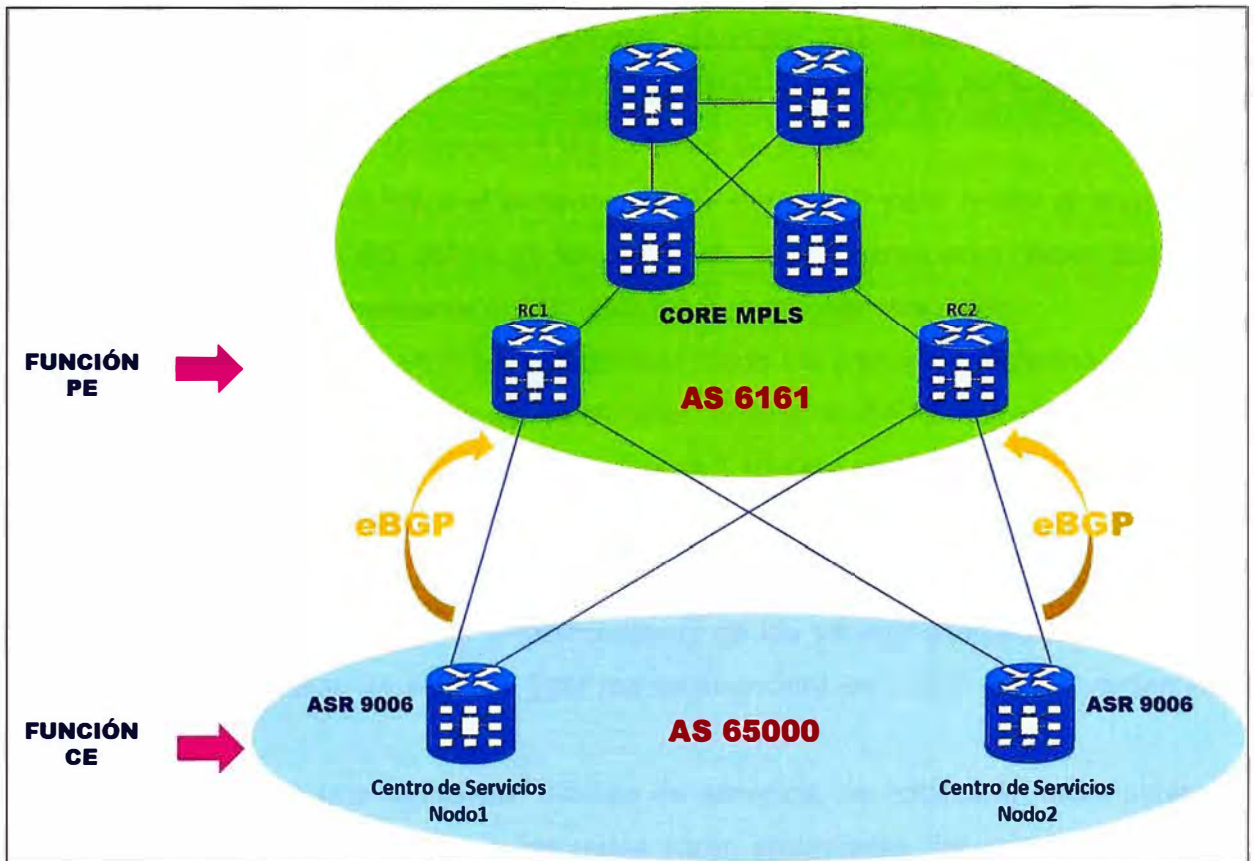 RC1
CORE MPLS
RC2
FUNCIÓN
PE
AS 6161
eBGP
eBGP
ASR 9006
AS 65000
ASR 9006
FUNCIÓN
CE
Centro de Servicios
Nodo1
Centro de Servicios
Nodo2